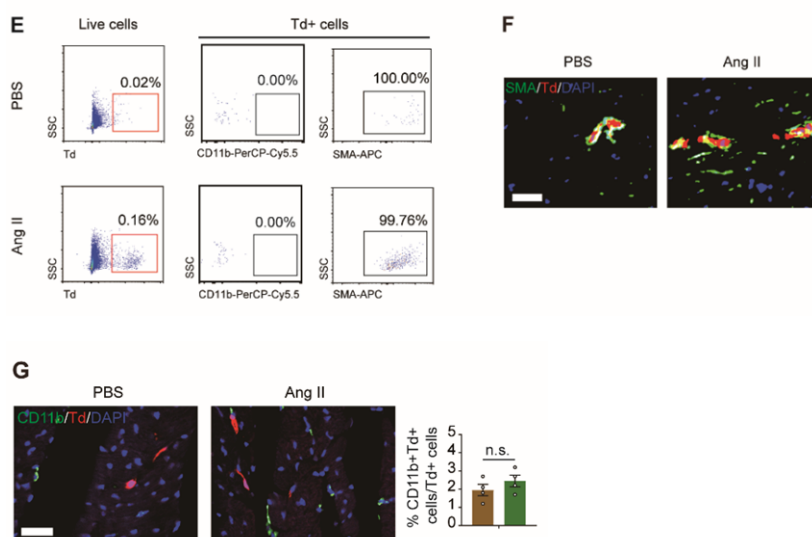 E
Live cells
Td+ cells
PBS
0.02%
0.00%
100.00%
SSC
SSC
SSC
Td
CD11b-PerCP-Cy5.5
SMA-APC
Ang II
0.16%
0.00%
99.76%
SSC
SSC
SSC
Td
CD11b-PerCP-Cy5.5
SMA-APC
F
PBS
Ang II
SMA/Td/DAPI
G
PBS
Ang II
CD11b/Td/DAPI
% CD11b+Td+
cells/Td+ cells
n.s.
5
4
3
2
1
0